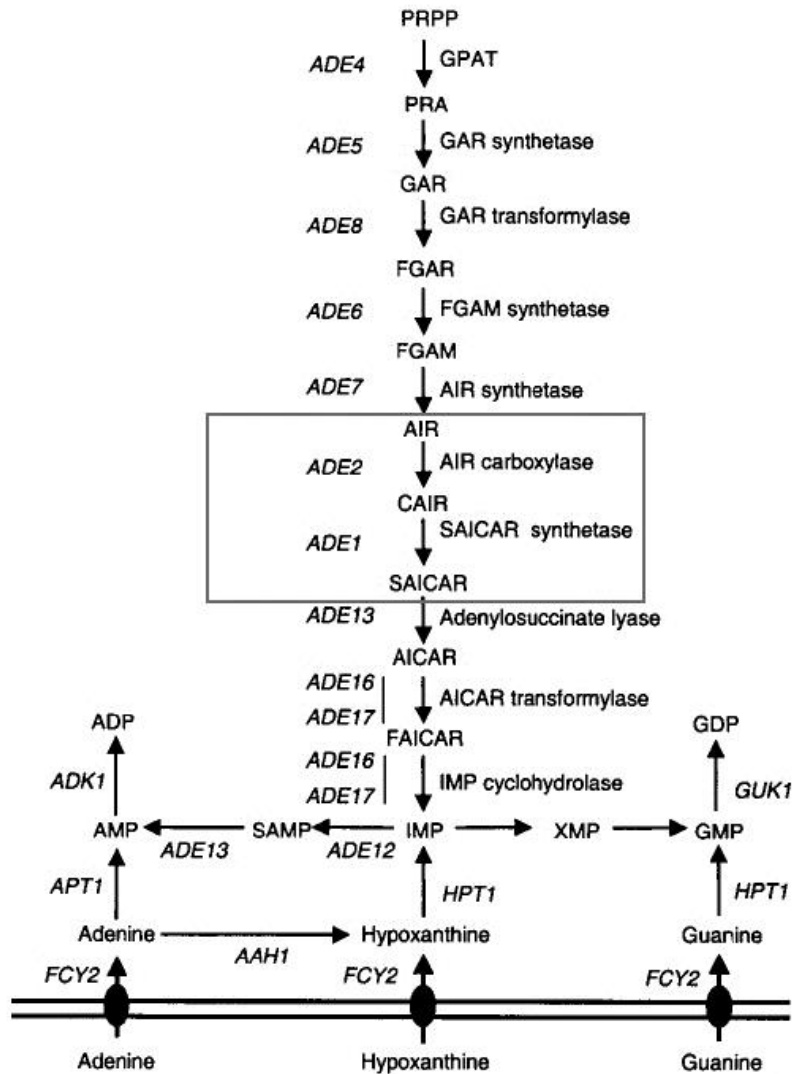 PRPP
ADE4 GPAT
PRA
ADE5 GAR synthetase
GAR
ADE8 GAR transformylase
FGAR
ADE6 FGAM synthetase
FGAM
ADE7 AIR synthetase
AIR
ADE2 AIR carboxylase
CAIR
ADE1 SAICAR synthetase
SAICAR
ADE13 Adenylosuccinate lyase
AICAR
ADE16
AICAR transformylase
ADP ADE17 GDP
FAICAR
ADE16
ADK1 IMP cyclohydrolase GUK1
ADE17
AMP SAMP IMP XMP GMP
ADE13 ADE12
APT1 HPT1 HPT1
Adenine Hypoxanthine Guanine
AAH1
FCY2 FCY2 FCY2
Adenine Hypoxanthine Guanine